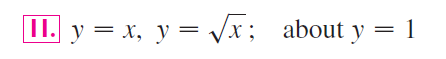 11. y = x, y = √x; about y = 1